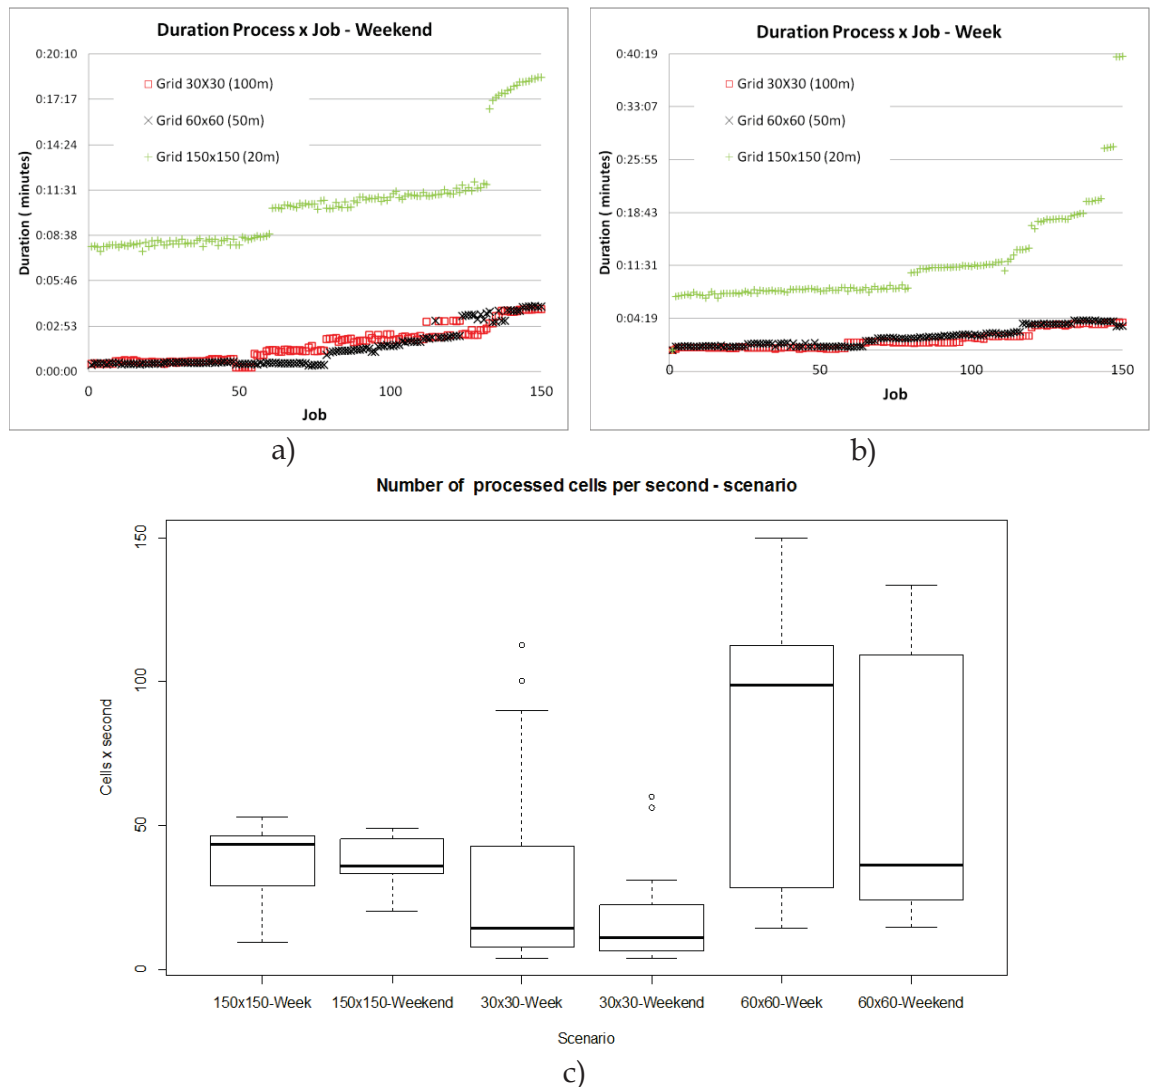 Duration Process x Job - Weekend
0:20:10
0:17:17
0:14:24
0:11:31
0:08:38
0:05:46
0:02:53
0:00:00
Duration ( minutes)
Grid 30X30 (100m)
Grid 60x60 (50m)
Grid 150x150 (20m)
0
50
100
150
Job
a)
Duration Process x Job - Week
0:40:19
0:33:07
0:25:55
0:18:43
0:11:31
0:04:19
Duration ( minutes)
Grid 30X30 (100m)
Grid 60x60 (50m)
Grid 150x150 (20m)
0
50
100
150
Job
b)
Number of processed cells per second - scenario
150
100
50
0
Cells x second
150x150-Week
150x150-Weekend
30x30-Week
30x30-Weekend
60x60-Week
60x60-Weekend
Scenario
c)